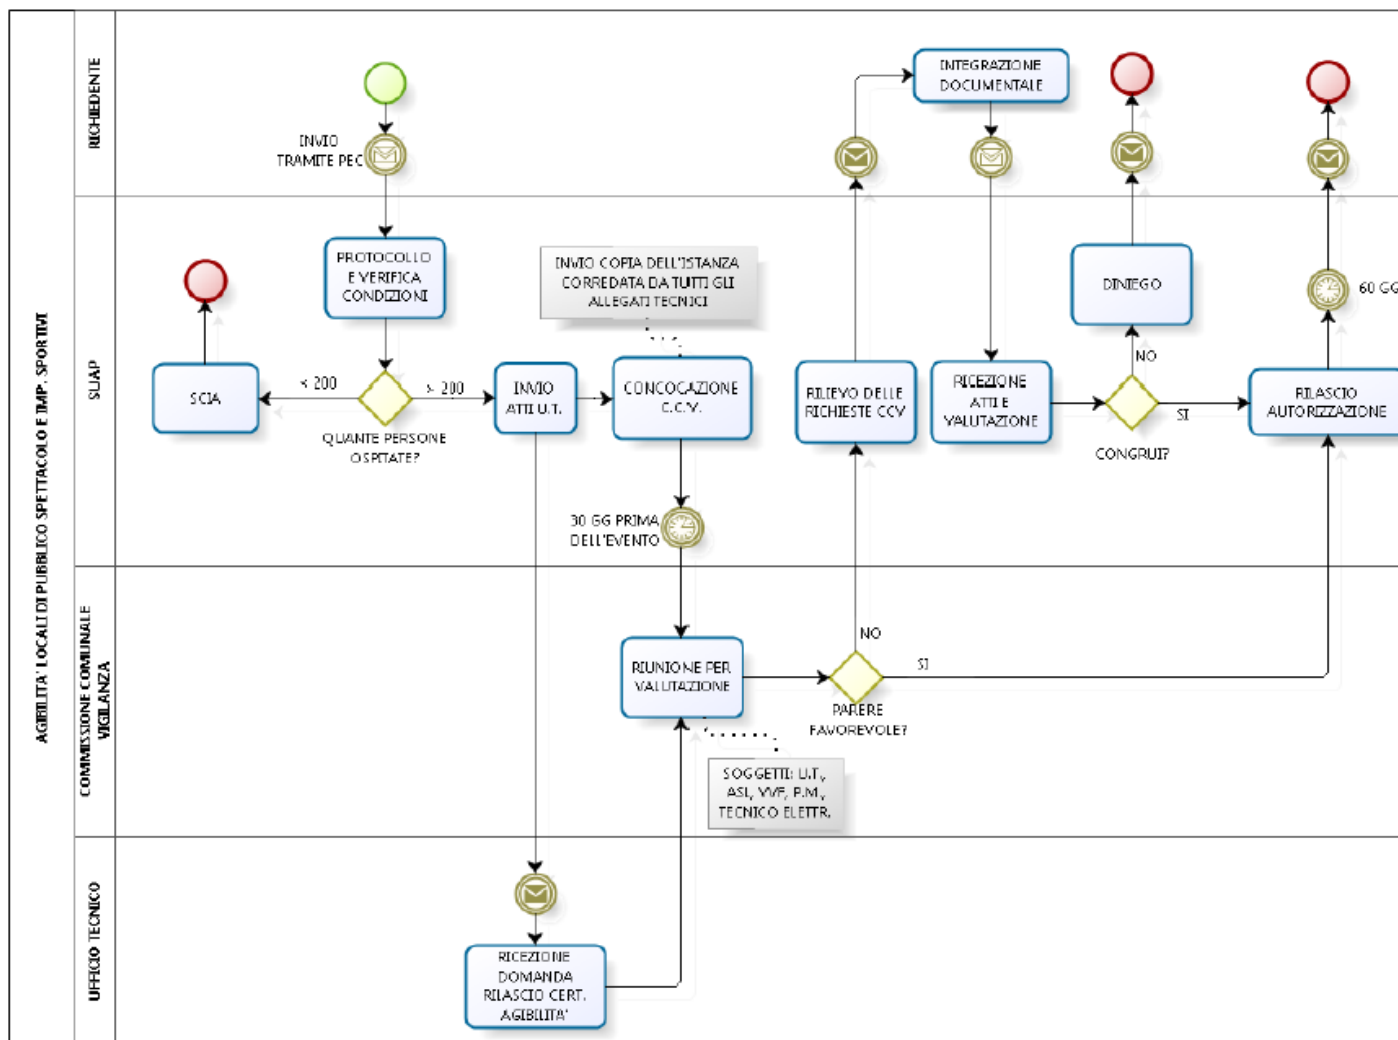 AGIBILITA' LOCALI DI PUBBLICO SPETTACOLO E IMP. SPORTIVI
RICHIEDENTE
INVIO
TRAMITE PEC
INTEGRAZIONE
DOCUMENTALE
SUAP
PROTOCOLLO
E VERIFICA
CONDIZIONI
INVIO COPIA DELL'ISTANZA
CORREDATA DA TUTTI GLI
ALLEGATI TECNICI
DINIEGO
60 GG
SCIA
< 200
> 200
QUANTE PERSONE
OSPITATE?
INVIO
ATTI U.T.
CONCOGAZIONE
C.C.V.
RILIEVO DELLE
RICHIESTE CCV
RICEZIONE
ATTI E
VALUTAZIONE
NO
SI
CONGRUI?
RILASCIO
AUTORIZZAZIONE
30 GG PRIMA
DELL'EVENTO
COMMISSIONE COMUNALE
VIGILANZA
RIUNIONE PER
VALUTAZIONE
NO
SI
PARERE
FAVOREVOLE?
SOGGETTI: U.T.,
ASL, VVF, P.M.,
TECNICO ELETTR.
UFFICIO TECNICO
RICEZIONE
DOMANDA
RILASCIO CERT.
AGIBILITA'